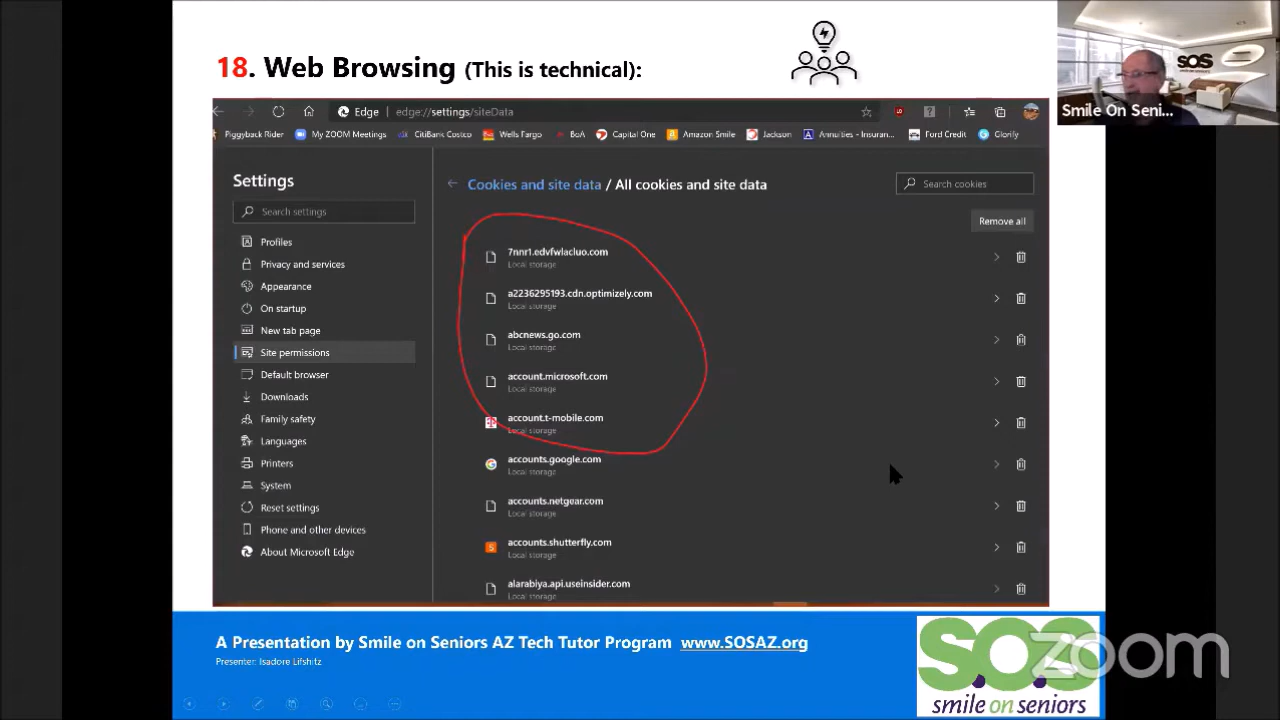 18. Web Browsing (This is technical):
SOS
smile on seniors
Smile On Seni...
Edge edge://settings/siteData
Piggyback Rider My ZOOM Meetings CitiBank Costco Wells Fargo BoA Capital One Amazon Smile Jackson Annuities - Insuran... Ford Credit Glorify
Settings
Search settings
Profiles
Privacy and services
Appearance
On startup
New tab page
Site permissions
Default browser
Downloads
Family safety
Languages
Printers
System
Reset settings
Phone and other devices
About Microsoft Edge
Cookies and site data / All cookies and site data
Search cookies
Remove all
7nnr1.edvfwlacluo.com
Local storage
a2236295193.cdn.optimizely.com
Local storage
abcnews.go.com
Local storage
account.microsoft.com
Local storage
account.t-mobile.com
Local storage
accounts.google.com
Local storage
accounts.netgear.com
Local storage
accounts.shutterfly.com
Local storage
alarabiya.api.useinsider.com
Local storage
A Presentation by Smile on Seniors AZ Tech Tutor Program www.SOSAZ.org
Presenter: Isadore Lifshitz
SOS
zoom
smile on seniors